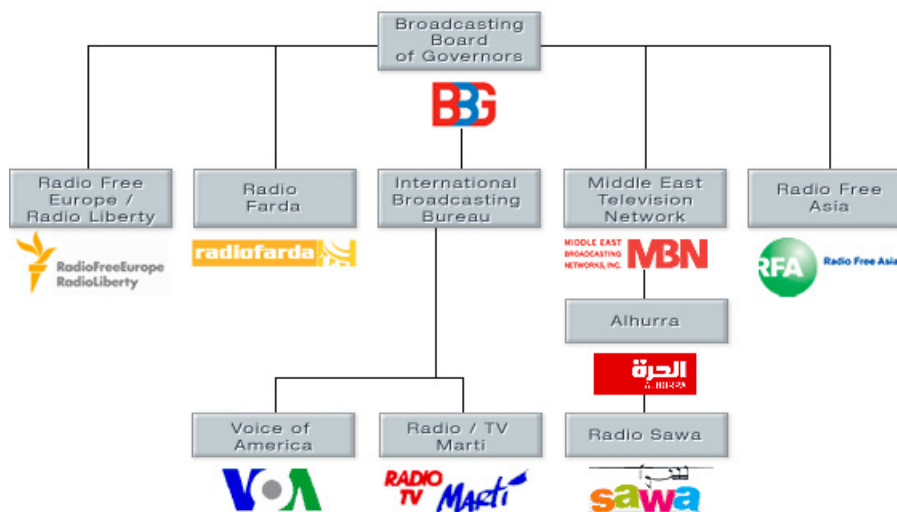 Broadcasting
Board
of Governors
BBG
Radio Free
Europe /
Radio Liberty
Radio
Farda
International
Broadcasting
Bureau
Middle East
Television
Network
Radio Free
Asia
RadioFreeEurope
RadioLiberty
radiofarda
MIDDLE EAST
BROADCASTING
NETWORKS, INC.
MBN
RFA
Radio Free Asia
Alhurra
الحرة
ALHURRA
Voice of
America
Radio / TV
Marti
Radio Sawa
VOA
RADIO
TV
Martí
sawa